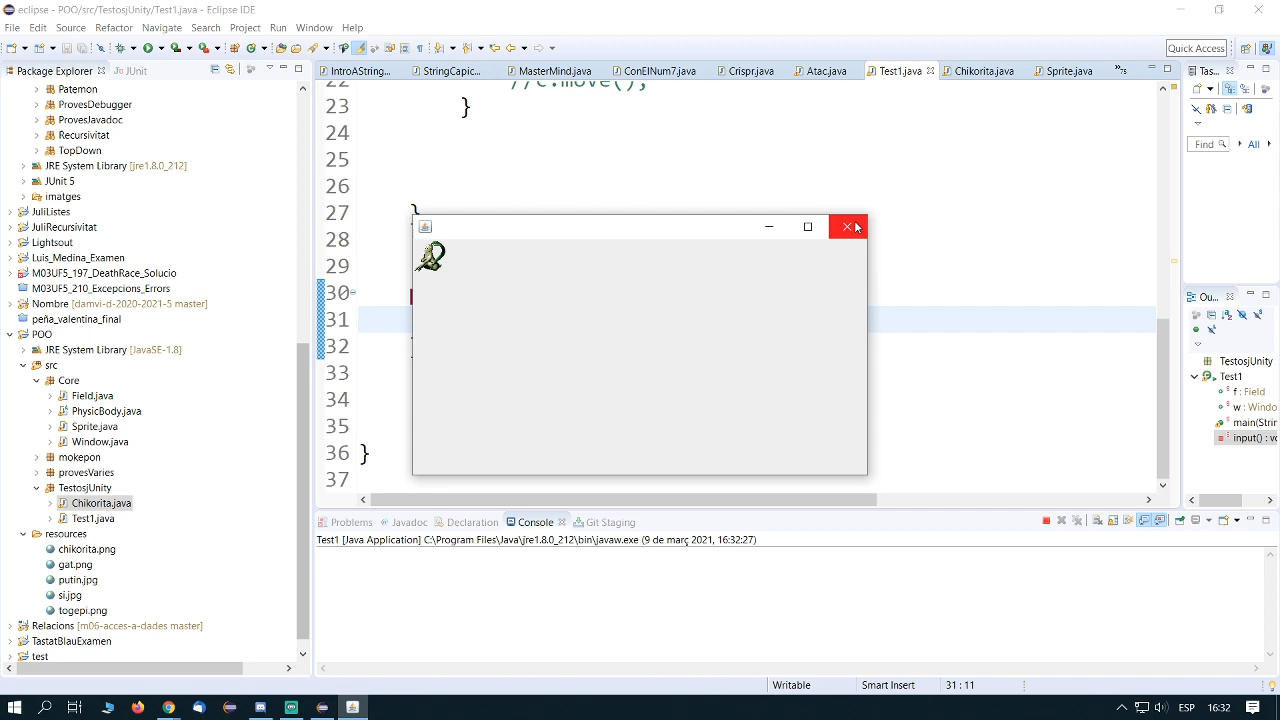 eclipse - POO/src/TestosjUnity/Test1.java - Eclipse IDE
File Edit Source Refactor Navigate Search Project Run Window Help
Quick Access
Package Explorer JUnit
IntroAString... StringCapic... MasterMind.java ConEINum7.java Crispr.java Atac.java Test1.java Chikorita.java Sprite.java »75 Tas...
Patemon
ProvesDebugger
ProvesJavadoc
Recursivitat
TopDown
JRE System Library [jre1.8.0_212]
JUnit 5
imatges
JuliListes
JuliRecursivitat
Lightsout
Luis_Medina_Examen
M03UF5_197_DeathRace_Solucio
M03UF5_210_Excepcions_Errors
Nombre [damvi-d-2020-2021-5 master]
peña_valentina_final
POO
JRE System Library [JavaSE-1.8]
src
Core
Field.java
PhysicBody.java
Sprite.java
Window.java
mokepon
provesVaries
TestosjUnity
Chikorita.java
Test1.java
resources
chikorita.png
gat.png
putin.jpg
si.jpg
togepi.png
Relacions [m06-acces-a-dades master]
TastatBlauExamen
test
22 //c.move();
23 }
24
25
26
27 }
28
29
30
31
32
33
34
35
36 }
37
Find All
Ou...
TestosjUnity
Test1
f : Field
w : Windo
main(Strin
input() : vo
Problems Javadoc Declaration Console Git Staging
Test1 [Java Application] C:\Program Files\Java\jre1.8.0_212\bin\javaw.exe (9 de març 2021, 16:32:27)
Writable Smart Insert 31 : 11
ESP 16:32